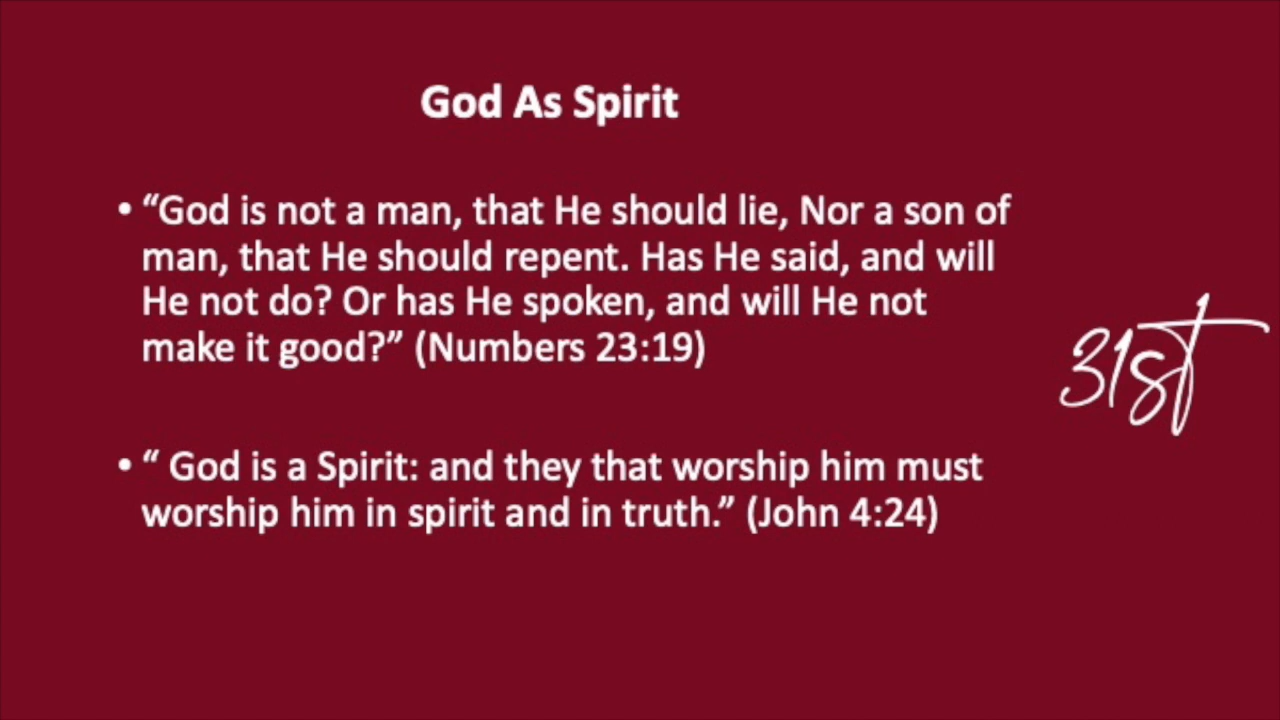 God As Spirit
• “God is not a man, that He should lie, Nor a son of
man, that He should repent. Has He said, and will
He not do? Or has He spoken, and will He not
make it good?” (Numbers 23:19)
31st
• “ God is a Spirit: and they that worship him must
worship him in spirit and in truth.” (John 4:24)